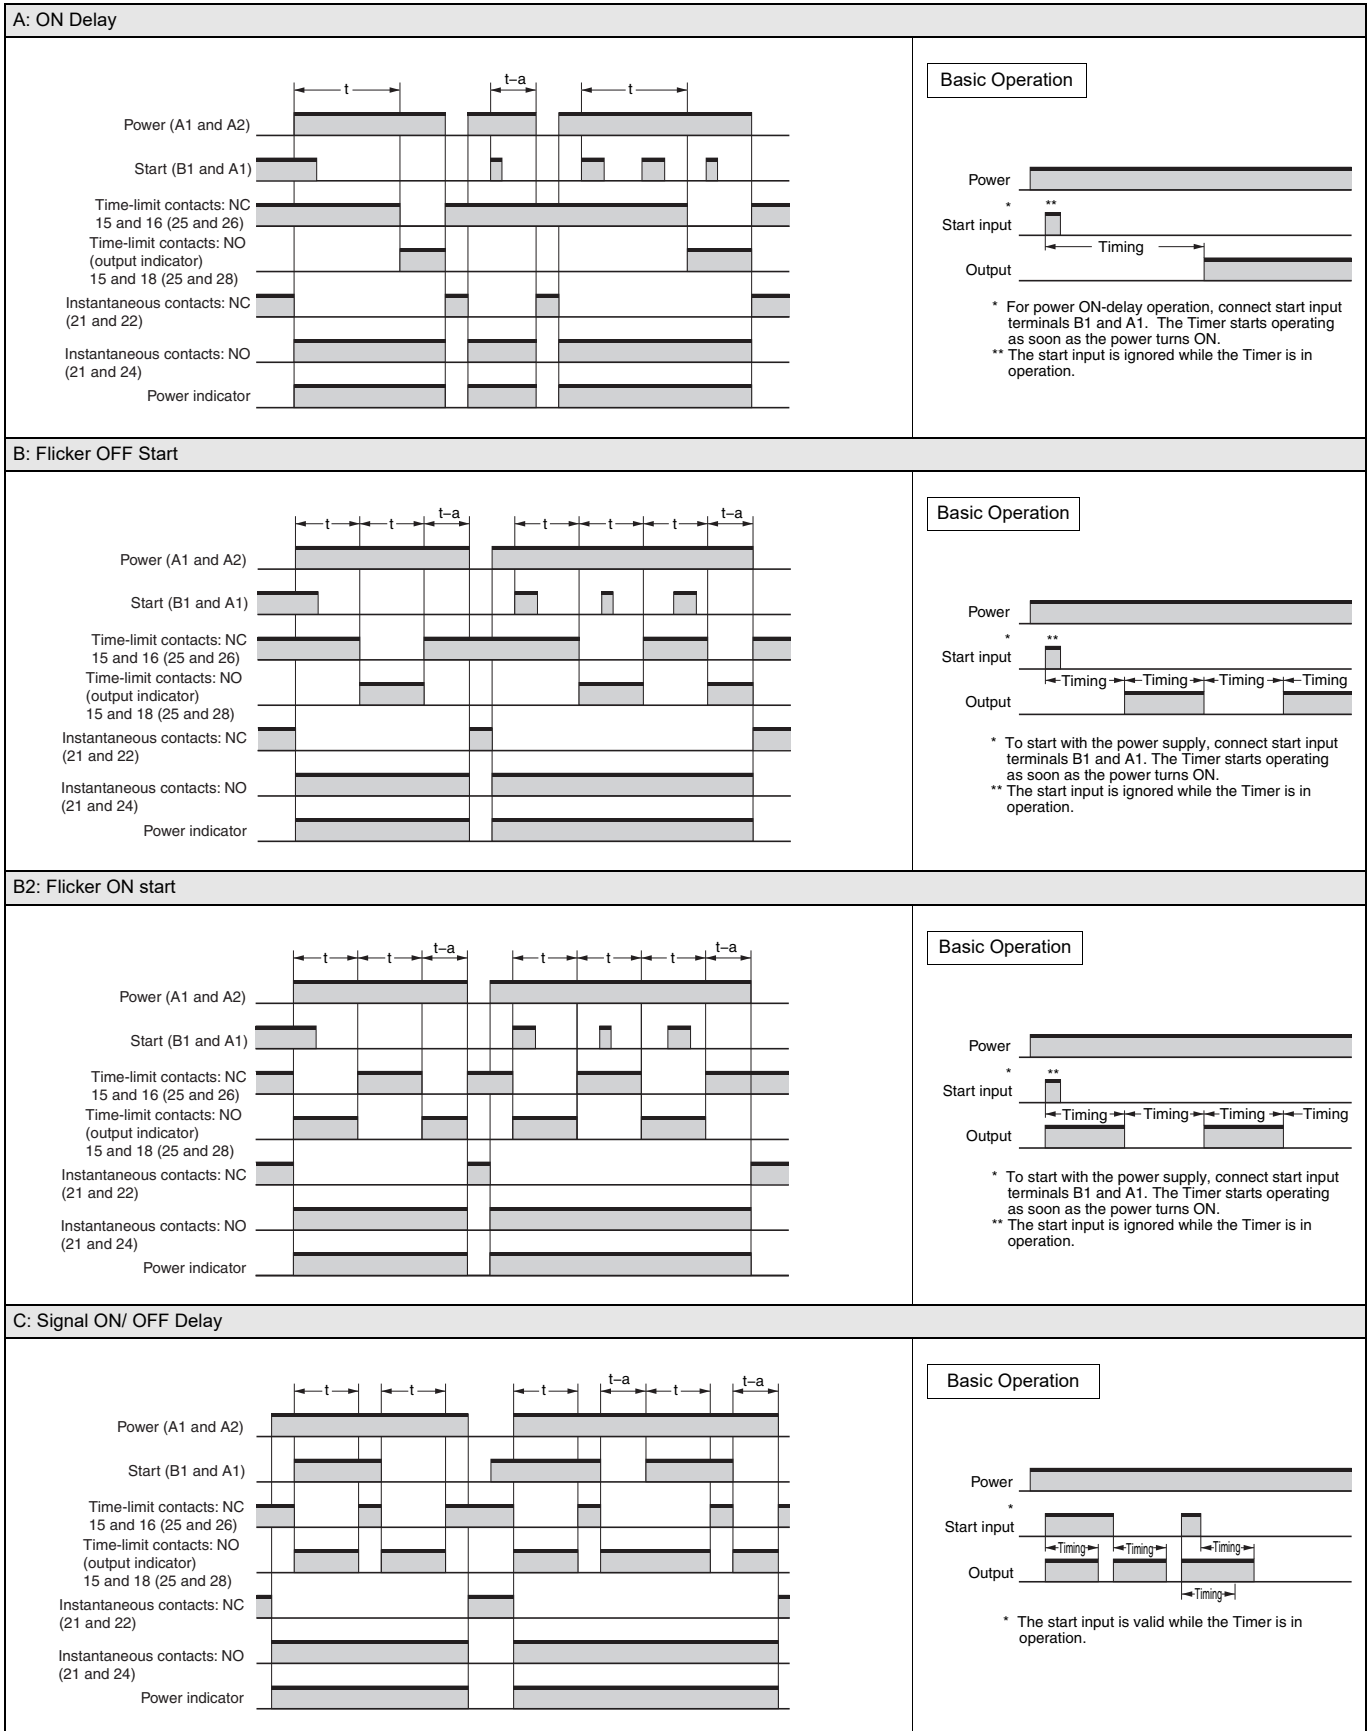 A: ON Delay
t
t−a
t
Power (A1 and A2)
Start (B1 and A1)
Time-limit contacts: NC
15 and 16 (25 and 26)
Time-limit contacts: NO
(output indicator)
15 and 18 (25 and 28)
Instantaneous contacts: NC
(21 and 22)
Instantaneous contacts: NO
(21 and 24)
Power indicator
Basic Operation
Power
*
**
Start input
Timing
Output
* For power ON-delay operation, connect start input
terminals B1 and A1. The Timer starts operating
as soon as the power turns ON.
** The start input is ignored while the Timer is in
operation.
B: Flicker OFF Start
t
t
t−a
t
t
t
t−a
Power (A1 and A2)
Start (B1 and A1)
Time-limit contacts: NC
15 and 16 (25 and 26)
Time-limit contacts: NO
(output indicator)
15 and 18 (25 and 28)
Instantaneous contacts: NC
(21 and 22)
Instantaneous contacts: NO
(21 and 24)
Power indicator
Basic Operation
Power
*
**
Start input
Timing Timing Timing Timing
Output
* To start with the power supply, connect start input
terminals B1 and A1. The Timer starts operating
as soon as the power turns ON.
** The start input is ignored while the Timer is in
operation.
B2: Flicker ON start
t
t
t−a
t
t
t
t−a
Power (A1 and A2)
Start (B1 and A1)
Time-limit contacts: NC
15 and 16 (25 and 26)
Time-limit contacts: NO
(output indicator)
15 and 18 (25 and 28)
Instantaneous contacts: NC
(21 and 22)
Instantaneous contacts: NO
(21 and 24)
Power indicator
Basic Operation
Power
*
**
Start input
Timing Timing Timing Timing
Output
* To start with the power supply, connect start input
terminals B1 and A1. The Timer starts operating
as soon as the power turns ON.
** The start input is ignored while the Timer is in
operation.
C: Signal ON/ OFF Delay
t
t
t
t−a
t
t−a
Power (A1 and A2)
Start (B1 and A1)
Time-limit contacts: NC
15 and 16 (25 and 26)
Time-limit contacts: NO
(output indicator)
15 and 18 (25 and 28)
Instantaneous contacts: NC
(21 and 22)
Instantaneous contacts: NO
(21 and 24)
Power indicator
Basic Operation
Power
*
Start input
Timing Timing Timing
Output
Timing
* The start input is valid while the Timer is in
operation.